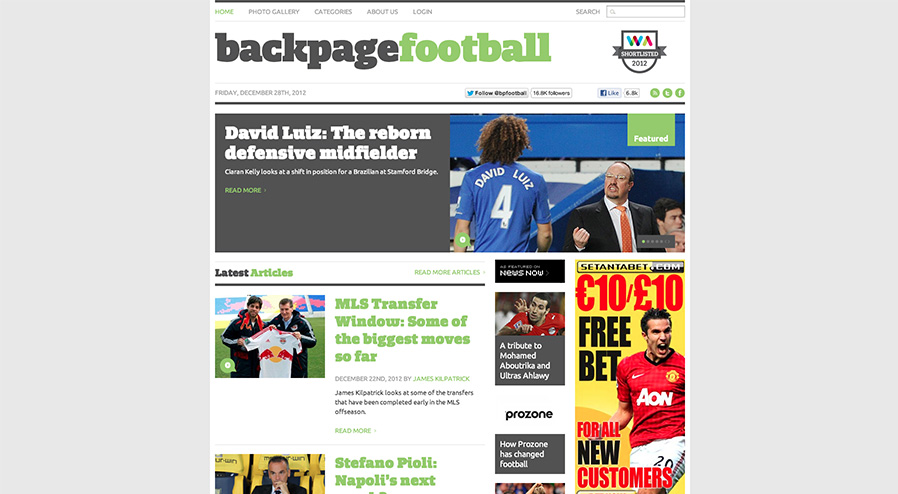 HOME PHOTO GALLERY CATEGORIES ABOUT US LOGIN SEARCH
backpagefootball
WA
SHORTLISTED
2012
FRIDAY, DECEMBER 28TH, 2012 Follow @bpfootball 16.8K followers Like 6.8k
David Luiz: The reborn
defensive midfielder
Ciaran Kelly looks at a shift in position for a Brazilian at Stamford Bridge.
READ MORE
Featured
DAVID LUIZ
4
Latest Articles READ MORE ARTICLES
MLS Transfer
Window: Some of
the biggest moves
so far
DECEMBER 22ND, 2012 BY JAMES KILPATRICK
James Kilpatrick looks at some of the transfers
that have been completed early in the MLS
offseason.
READ MORE
Stefano Pioli:
Napoli's next
AS FEATURED ON
NEWS NOW
A tribute to
Mohamed
Aboutrika and
Ultras Ahlawy
prozone
How Prozone
has changed
football
SETANTABET.COM
€10/£10
FREE
BET
AON
FOR ALL
NEW
CUSTOMERS